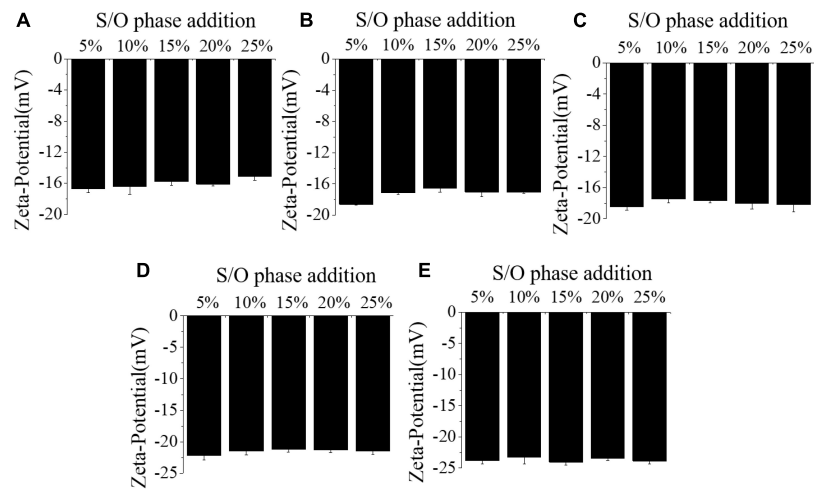 A
S/O phase addition
5% 10% 15% 20% 25%
Zeta-Potential(mV)
0
-4
-8
-12
-16
-20
B
S/O phase addition
5% 10% 15% 20% 25%
Zeta-Potential(mV)
0
-4
-8
-12
-16
-20
C
S/O phase addition
5% 10% 15% 20% 25%
Zeta-Potential(mV)
0
-4
-8
-12
-16
-20
D
S/O phase addition
5% 10% 15% 20% 25%
Zeta-Potential(mV)
0
-5
-10
-15
-20
-25
E
S/O phase addition
5% 10% 15% 20% 25%
Zeta-Potential(mV)
0
-5
-10
-15
-20
-25